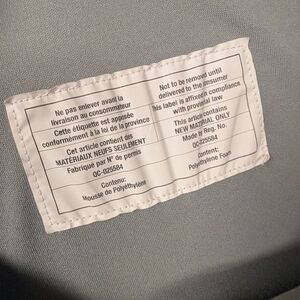 Ne pas enlever avant la
livraison au consommateur
Cette étiquette est apposée
conformément à la loi de la province
Cet article contient des
MATÉRIAUX NEUFS SEULEMENT
Fabriqué par N° de permis
QC-025584
Contenu:
Mousse de Polyéthylène
Not to be removed until
delivered to the consumer
This label is affixed in compliance
with provincial law
This article contains
NEW MATERIAL ONLY
Made by Reg. No.
QC-025584
Content:
Polyethylene Foam